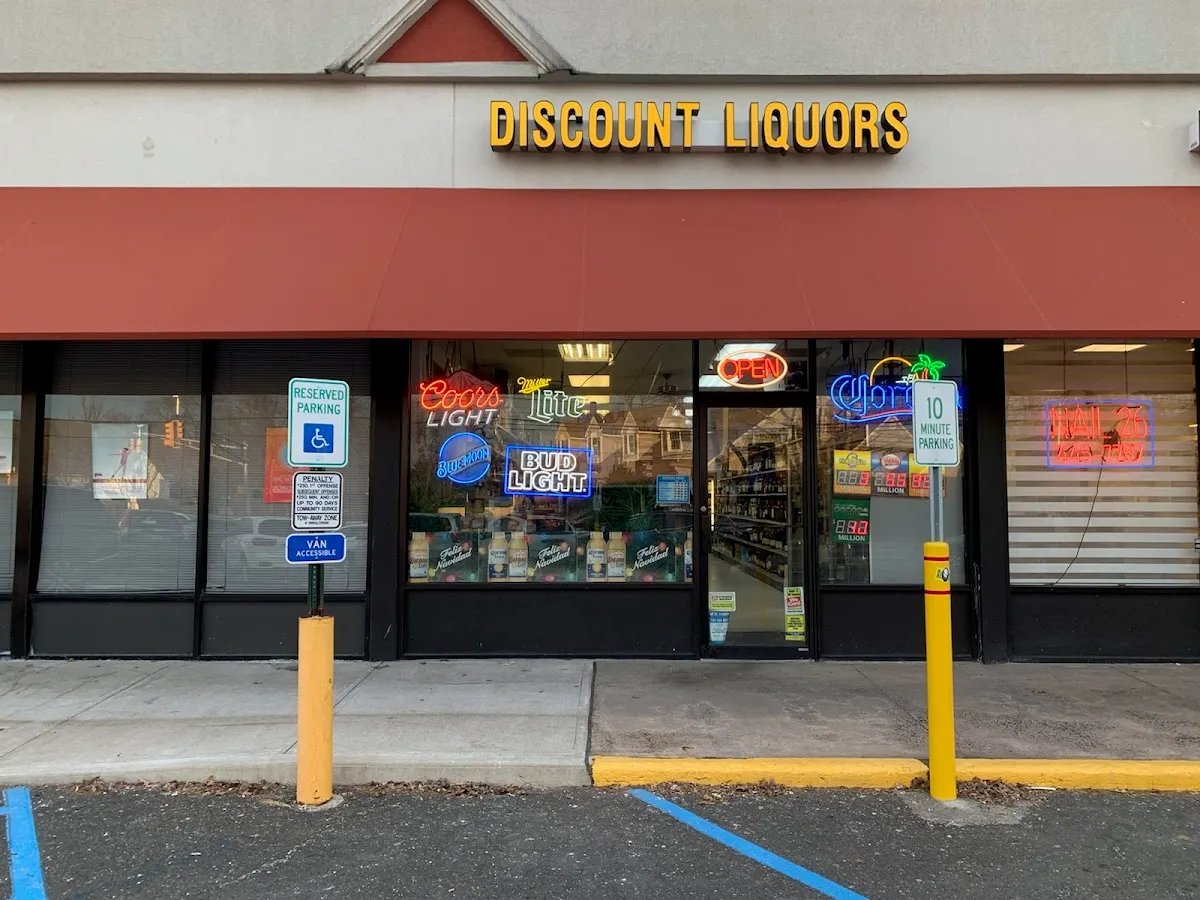 DISCOUNT LIQUORS
OPEN
Coors
LIGHT
Miller
Lite
BLUE MOON
BUD
LIGHT.
Corona
RESERVED
PARKING
PENALTY
TOW-AWAY ZONE
VAN
ACCESSIBLE
10
MINUTE
PARKING
NAIL
MILLION
MILLION
Feliz
Navidad
Feliz
Navidad
Feliz
Navidad